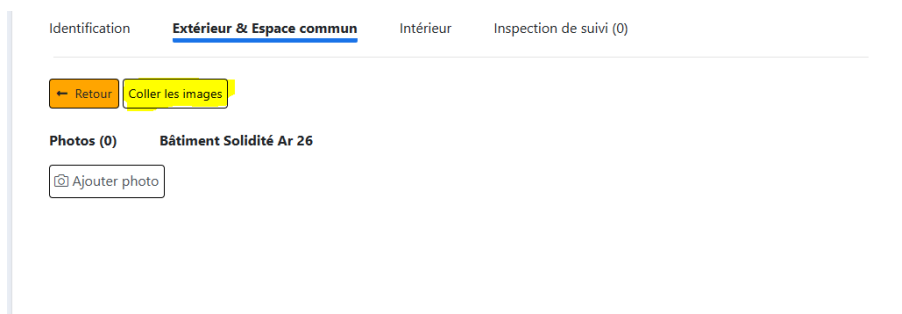 Identification Extérieur & Espace commun Intérieur Inspection de suivi (0)
← Retour Coller les images
Photos (0) Bâtiment Solidité Ar 26
Ajouter photo